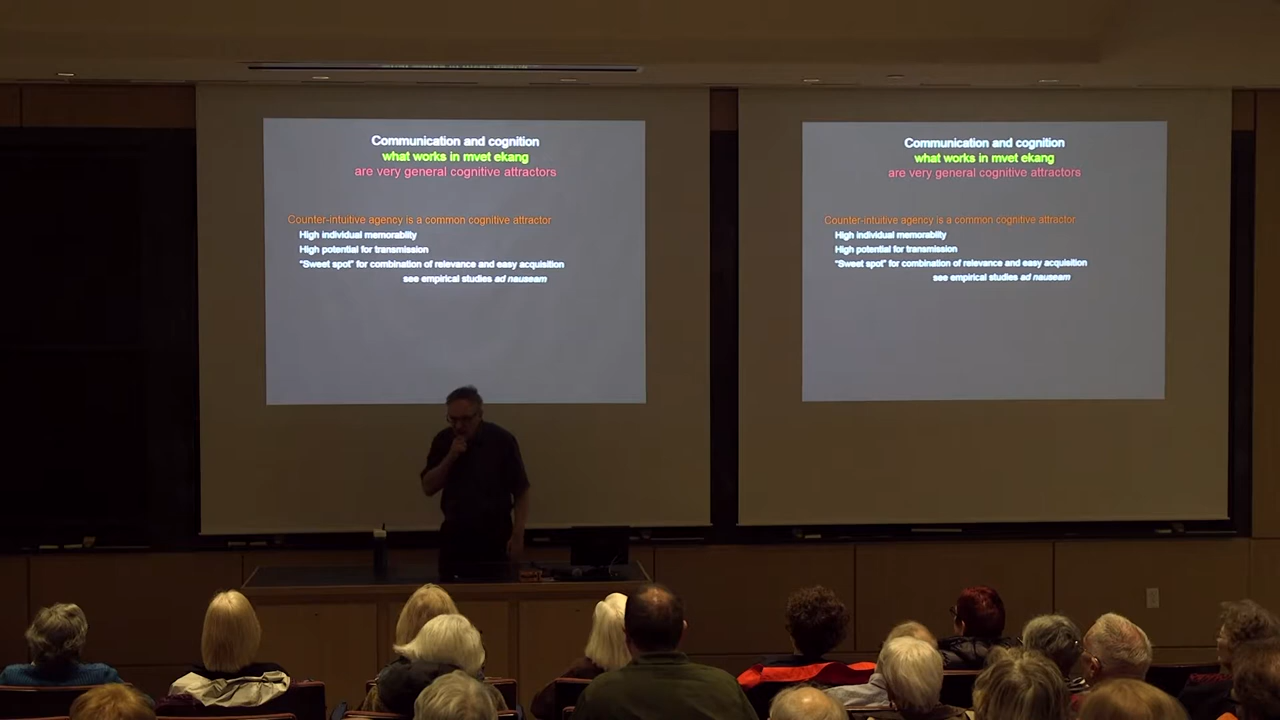 Communication and cognition
what works in mvet ekang
are very general cognitive attractors
Counter-intuitive agency is a common cognitive attractor
High individual memorability
High potential for transmission
"Sweet spot" for combination of relevance and easy acquisition
see empirical studies ad nauseam
Communication and cognition
what works in mvet ekang
are very general cognitive attractors
Counter-intuitive agency is a common cognitive attractor
High individual memorability
High potential for transmission
"Sweet spot" for combination of relevance and easy acquisition
see empirical studies ad nauseam